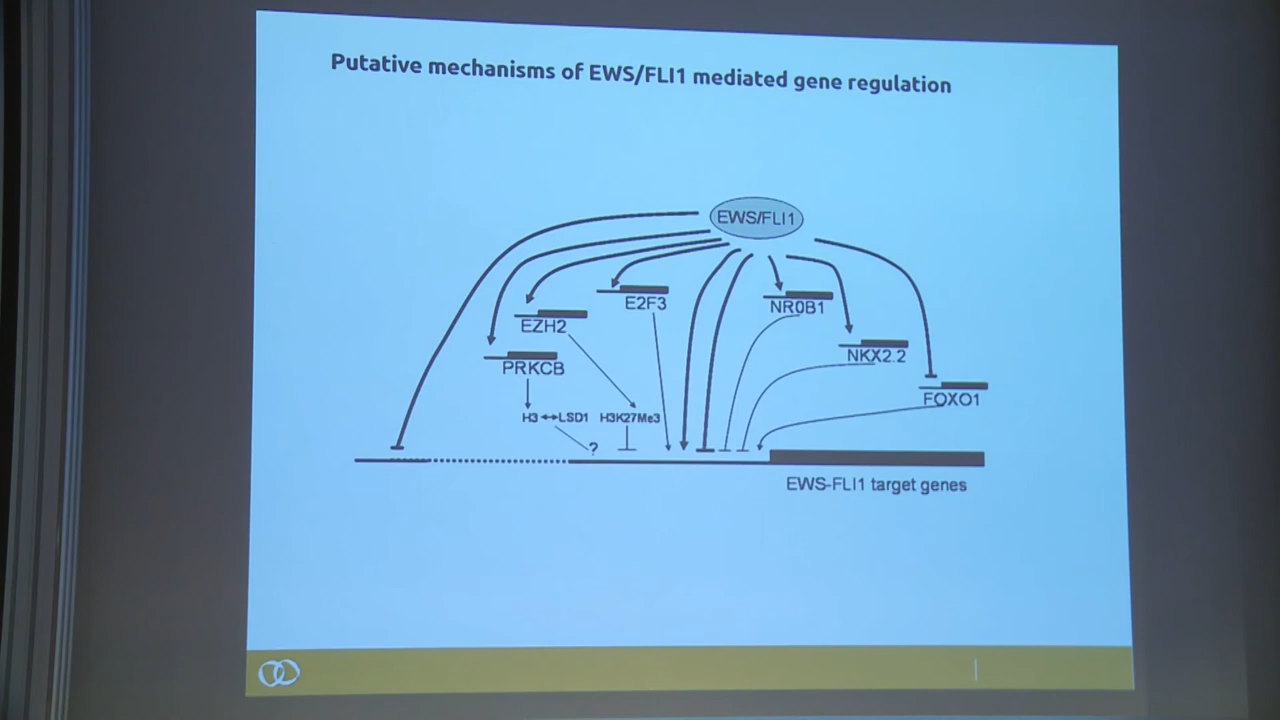 Putative mechanisms of EWS/FLI1 mediated gene regulation
EWS/FLI1
E2F3
NR0B1
EZH2
NKX2.2
PRKCB
FOXO1
H3
LSD1
H3K27Me3
?
EWS-FLI1 target genes